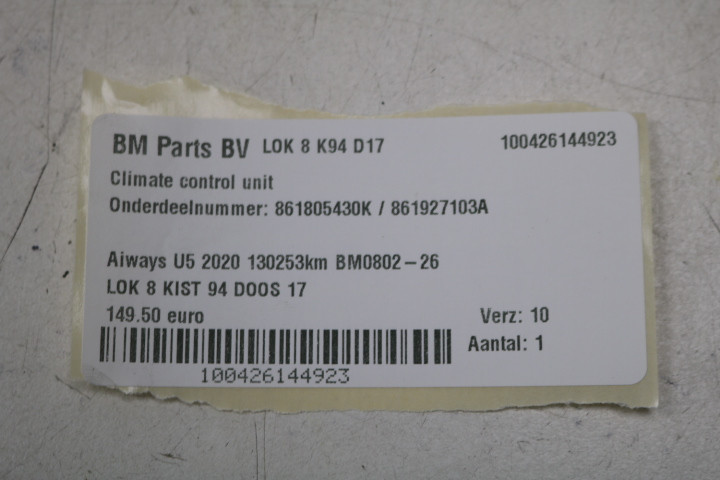 BM Parts BV LOK 8 K94 D17 100426144923
Climate control unit
Onderdeelnummer: 861805430K / 861927103A
Aiways U5 2020 130253km BM0802-26
LOK 8 KIST 94 DOOS 17
149.50 euro Verz: 10
Aantal: 1
100426144923